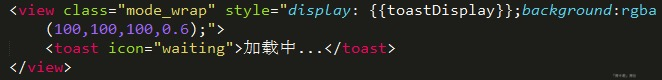 <view class="mode_wrap" style="display: {{toastDisplay}};background:rgba
(100,100,100,0.6);">
<toast icon="waiting">加载中...</toast>
</view>